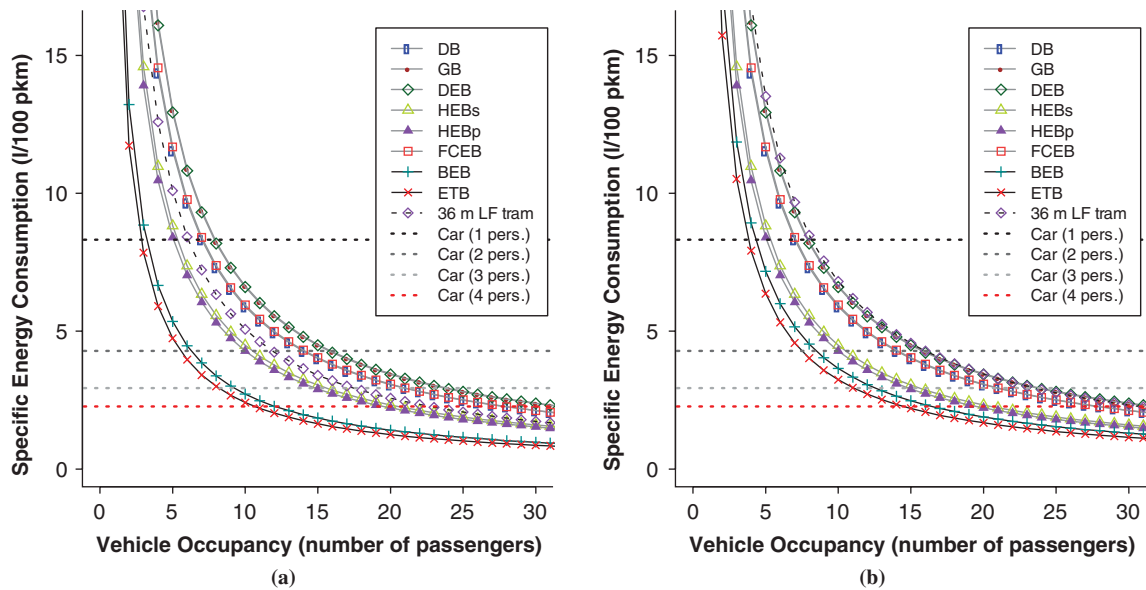 Specific Energy Consumption (l/100 pkm)
15
10
5
0
DB
GB
DEB
HEBs
HEBp
FCEB
BEB
ETB
36 m LF tram
Car (1 pers.)
Car (2 pers.)
Car (3 pers.)
Car (4 pers.)
0 5 10 15 20 25 30
Vehicle Occupancy (number of passengers)
(a)
Specific Energy Consumption (l/100 pkm)
15
10
5
0
DB
GB
DEB
HEBs
HEBp
FCEB
BEB
ETB
36 m LF tram
Car (1 pers.)
Car (2 pers.)
Car (3 pers.)
Car (4 pers.)
0 5 10 15 20 25 30
Vehicle Occupancy (number of passengers)
(b)